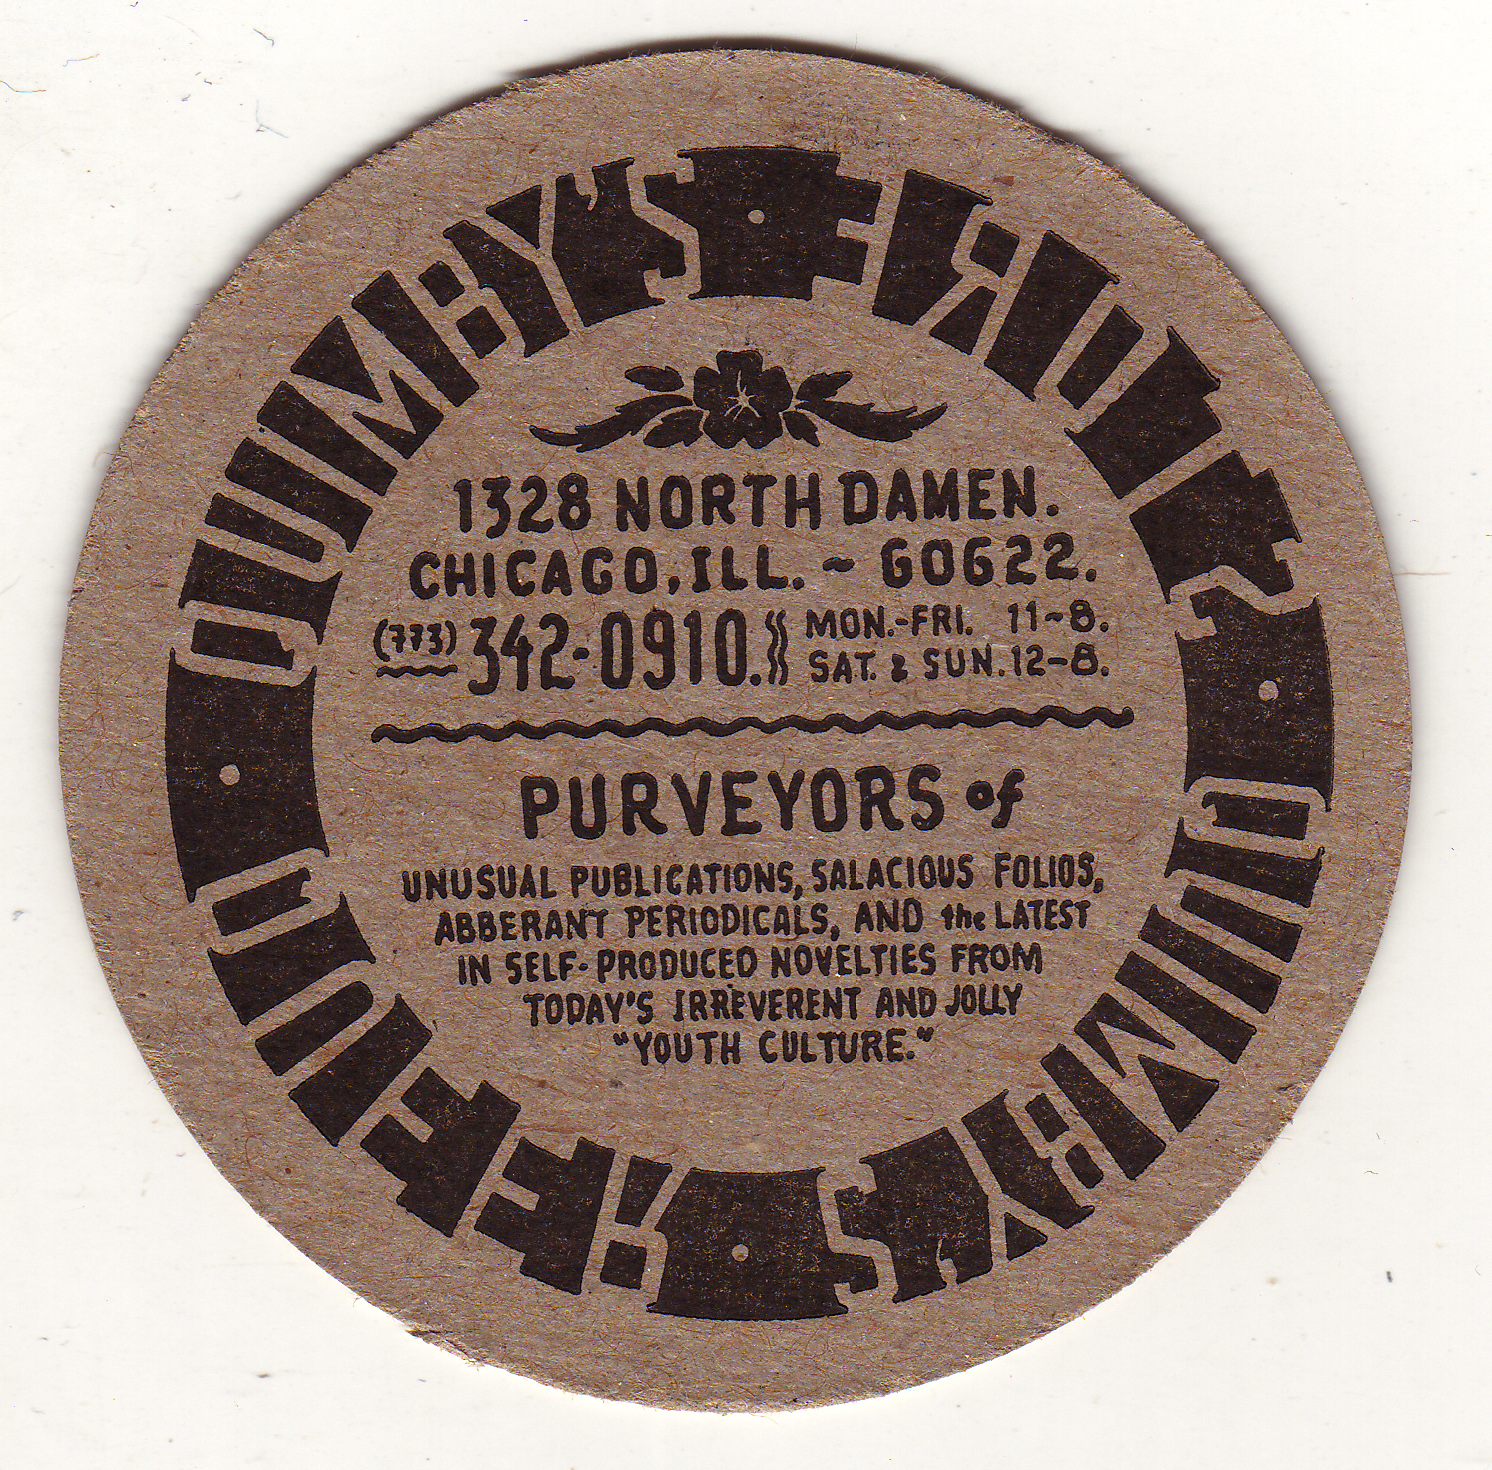 QUIMBY'S
1328 NORTH DAMEN.
CHICAGO, ILL. ~ 60622.
(773) 342-0910. MON.-FRI. 11~8.
SAT. & SUN. 12-8.
PURVEYORS of
UNUSUAL PUBLICATIONS, SALACIOUS FOLIOS,
ABBERANT PERIODICALS, AND the LATEST
IN SELF-PRODUCED NOVELTIES FROM
TODAY'S IRREVERENT AND JOLLY
"YOUTH CULTURE."
QUIMBY'S